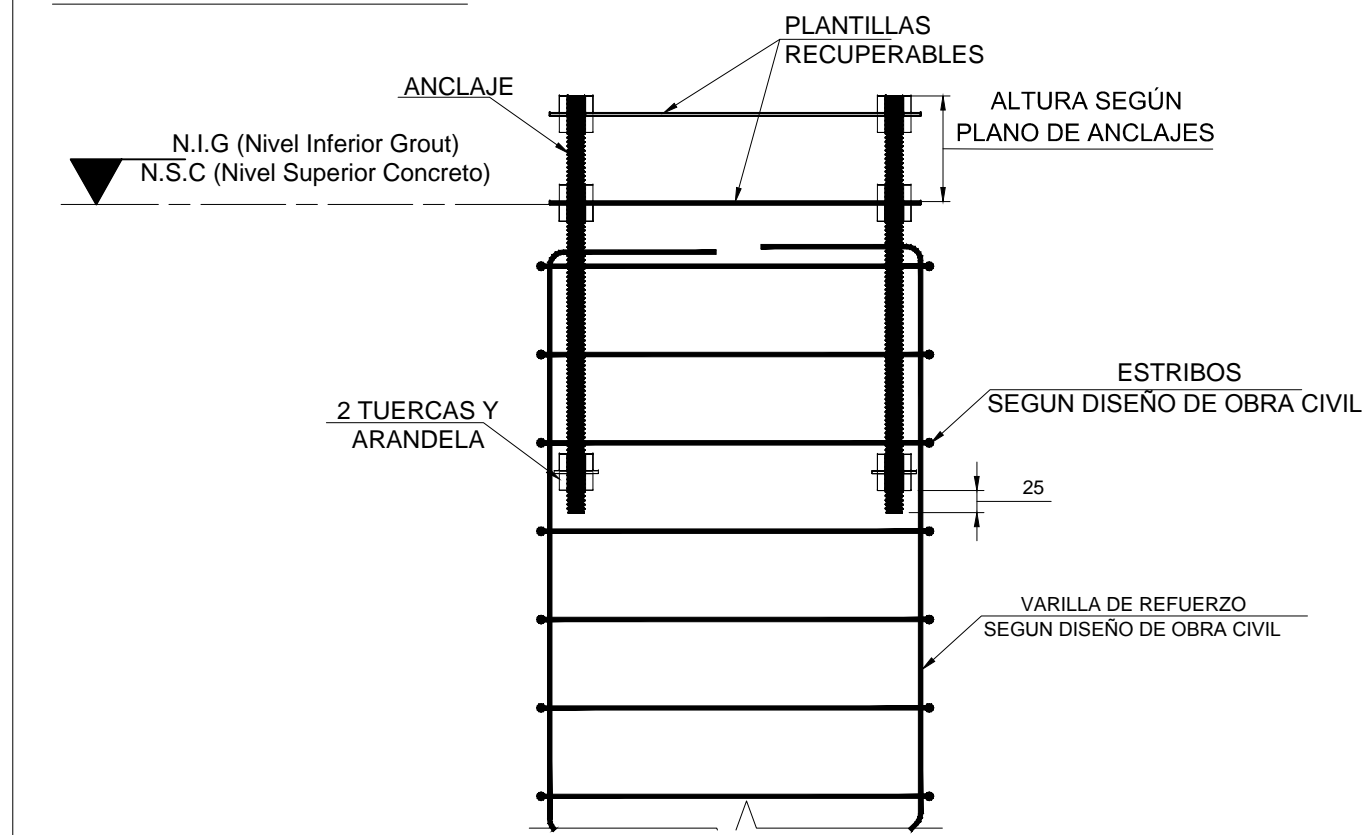 PLANTILLAS
RECUPERABLES
ANCLAJE
ALTURA SEGÚN
PLANO DE ANCLAJES
N.I.G (Nivel Inferior Grout)
N.S.C (Nivel Superior Concreto)
ESTRIBOS
SEGUN DISEÑO DE OBRA CIVIL
2 TUERCAS Y
ARANDELA
25
VARILLA DE REFUERZO
SEGUN DISEÑO DE OBRA CIVIL